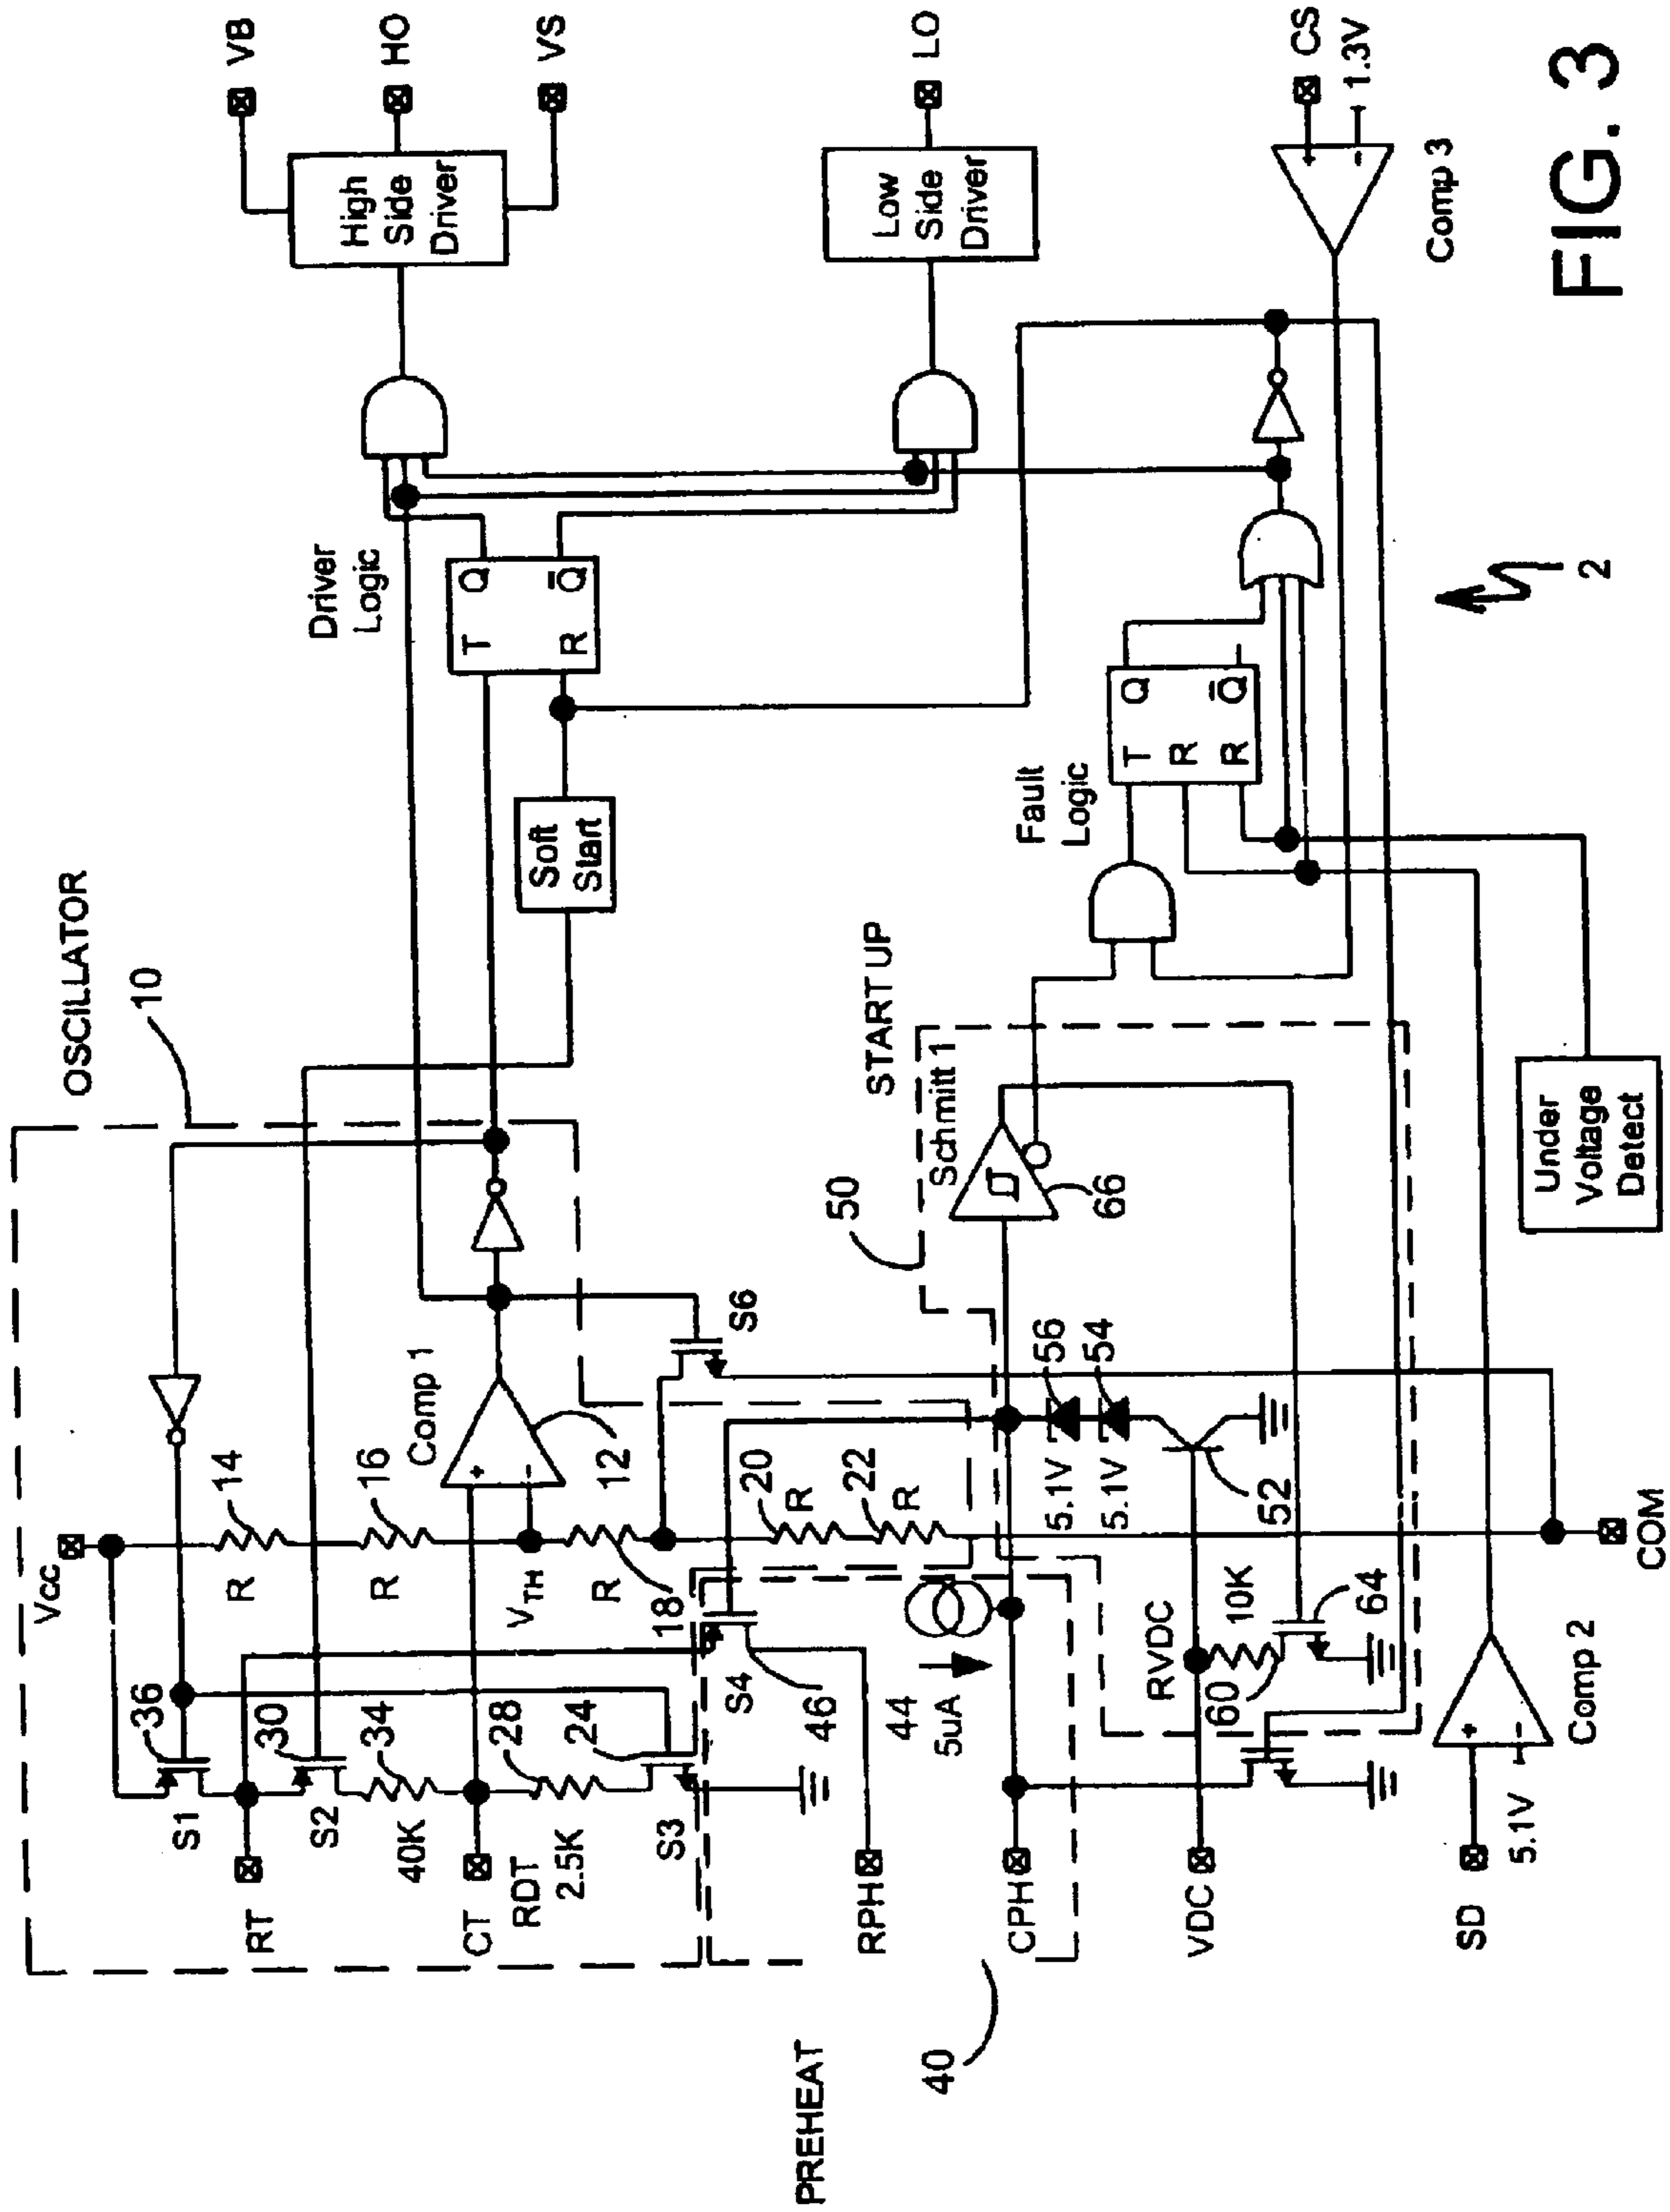 Vcc
OSCILLATOR
10
36
S1
14
R
16
R
RT
30
S2
34
40K
VTH
Comp 1
12
R
18
CT
RDT
2.5K
28
24
S3
S6
20
R
22
R
Soft
Start
Driver
Logic
T
Q
R
Q̅
High
Side
Driver
VB
HO
VS
Low
Side
Driver
LO
PREHEAT
40
S4
46
RPH
44
5uA
CPH
50
STARTUP
Schmitt 1
66
5.1V
56
5.1V
54
52
RVDC
10K
60
64
VDC
Fault
Logic
T
Q
R
R
Q̅
2
CS
1.3V
Comp 3
SD
5.1V
Comp 2
COM
Under
Voltage
Detect
FIG. 3